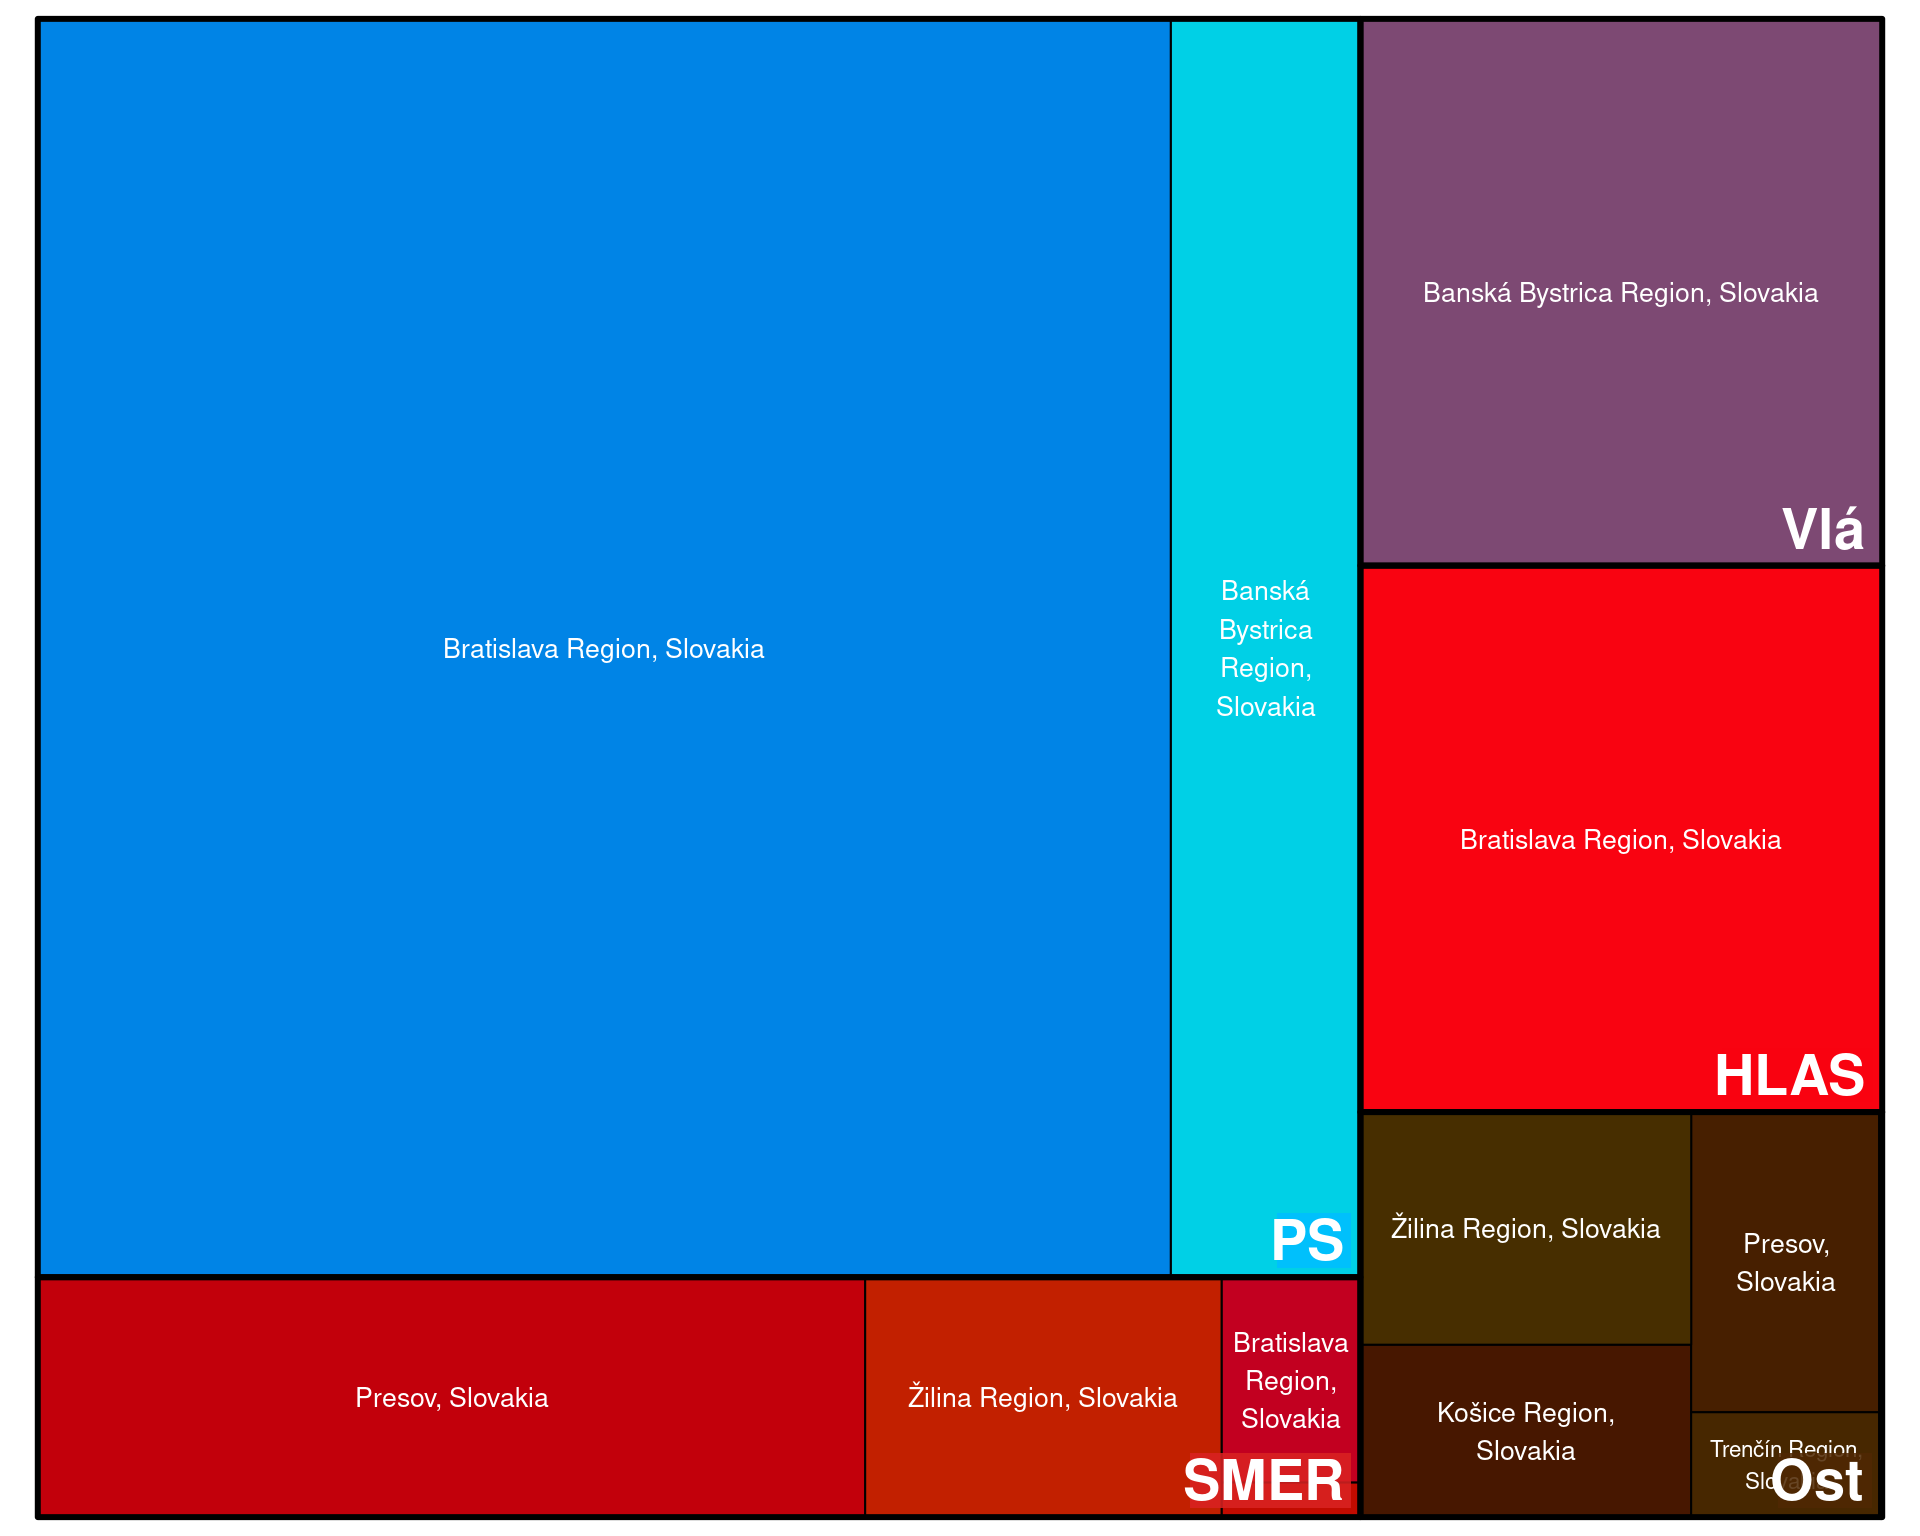 Bratislava Region, Slovakia
Banská
Bystrica
Region,
Slovakia
PS
Banská Bystrica Region, Slovakia
Vlá
Bratislava Region, Slovakia
HLAS
Presov, Slovakia
Žilina Region, Slovakia
Bratislava
Region,
Slovakia
SMER
Žilina Region, Slovakia
Presov,
Slovakia
Košice Region,
Slovakia
Trenčín Region,
Ost